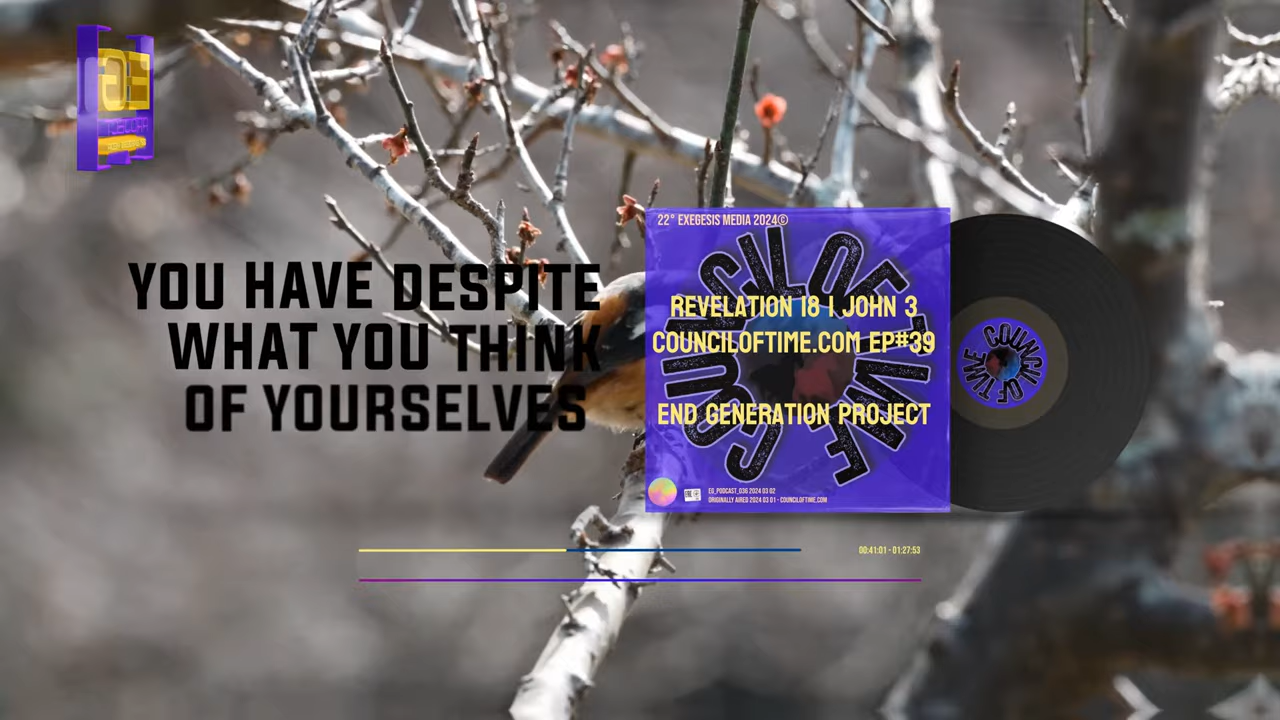 YOU HAVE DESPITE
WHAT YOU THINK
OF YOURSELVES
22° EXEGESIS MEDIA 2024©
COUNCIL OF TIME
REVELATION 18 1 JOHN 3
COUNCILOFTIME.COM EP#39
END GENERATION PROJECT
EG_PODCAST_036 2024 03 02
ORIGINALLY AIRED 2024 03 01 - COUNCILOFTIME.COM
COUNCIL OF TIME
00:41:01 - 01:27:53